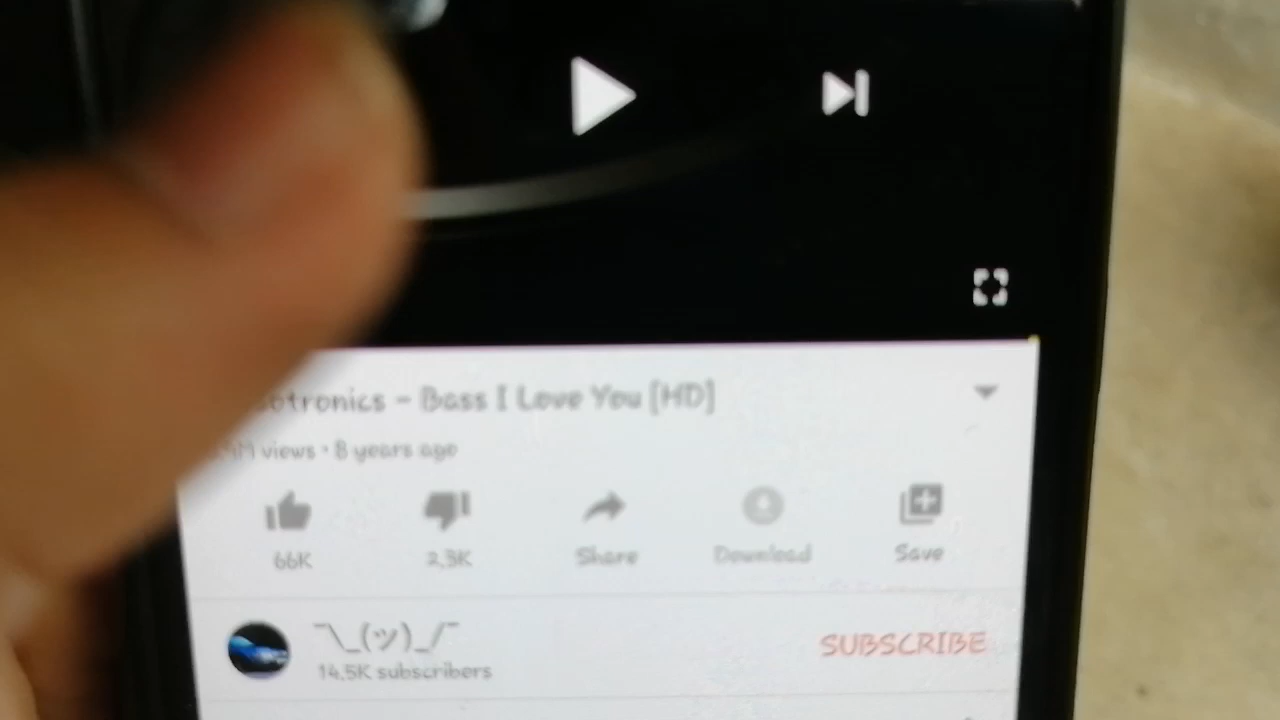 - Bass I Love You [HD]
views · 8 years ago
66K
2.3K
Share
Download
Save
¯\_(ツ)_/¯
SUBSCRIBE
14.5K subscribers